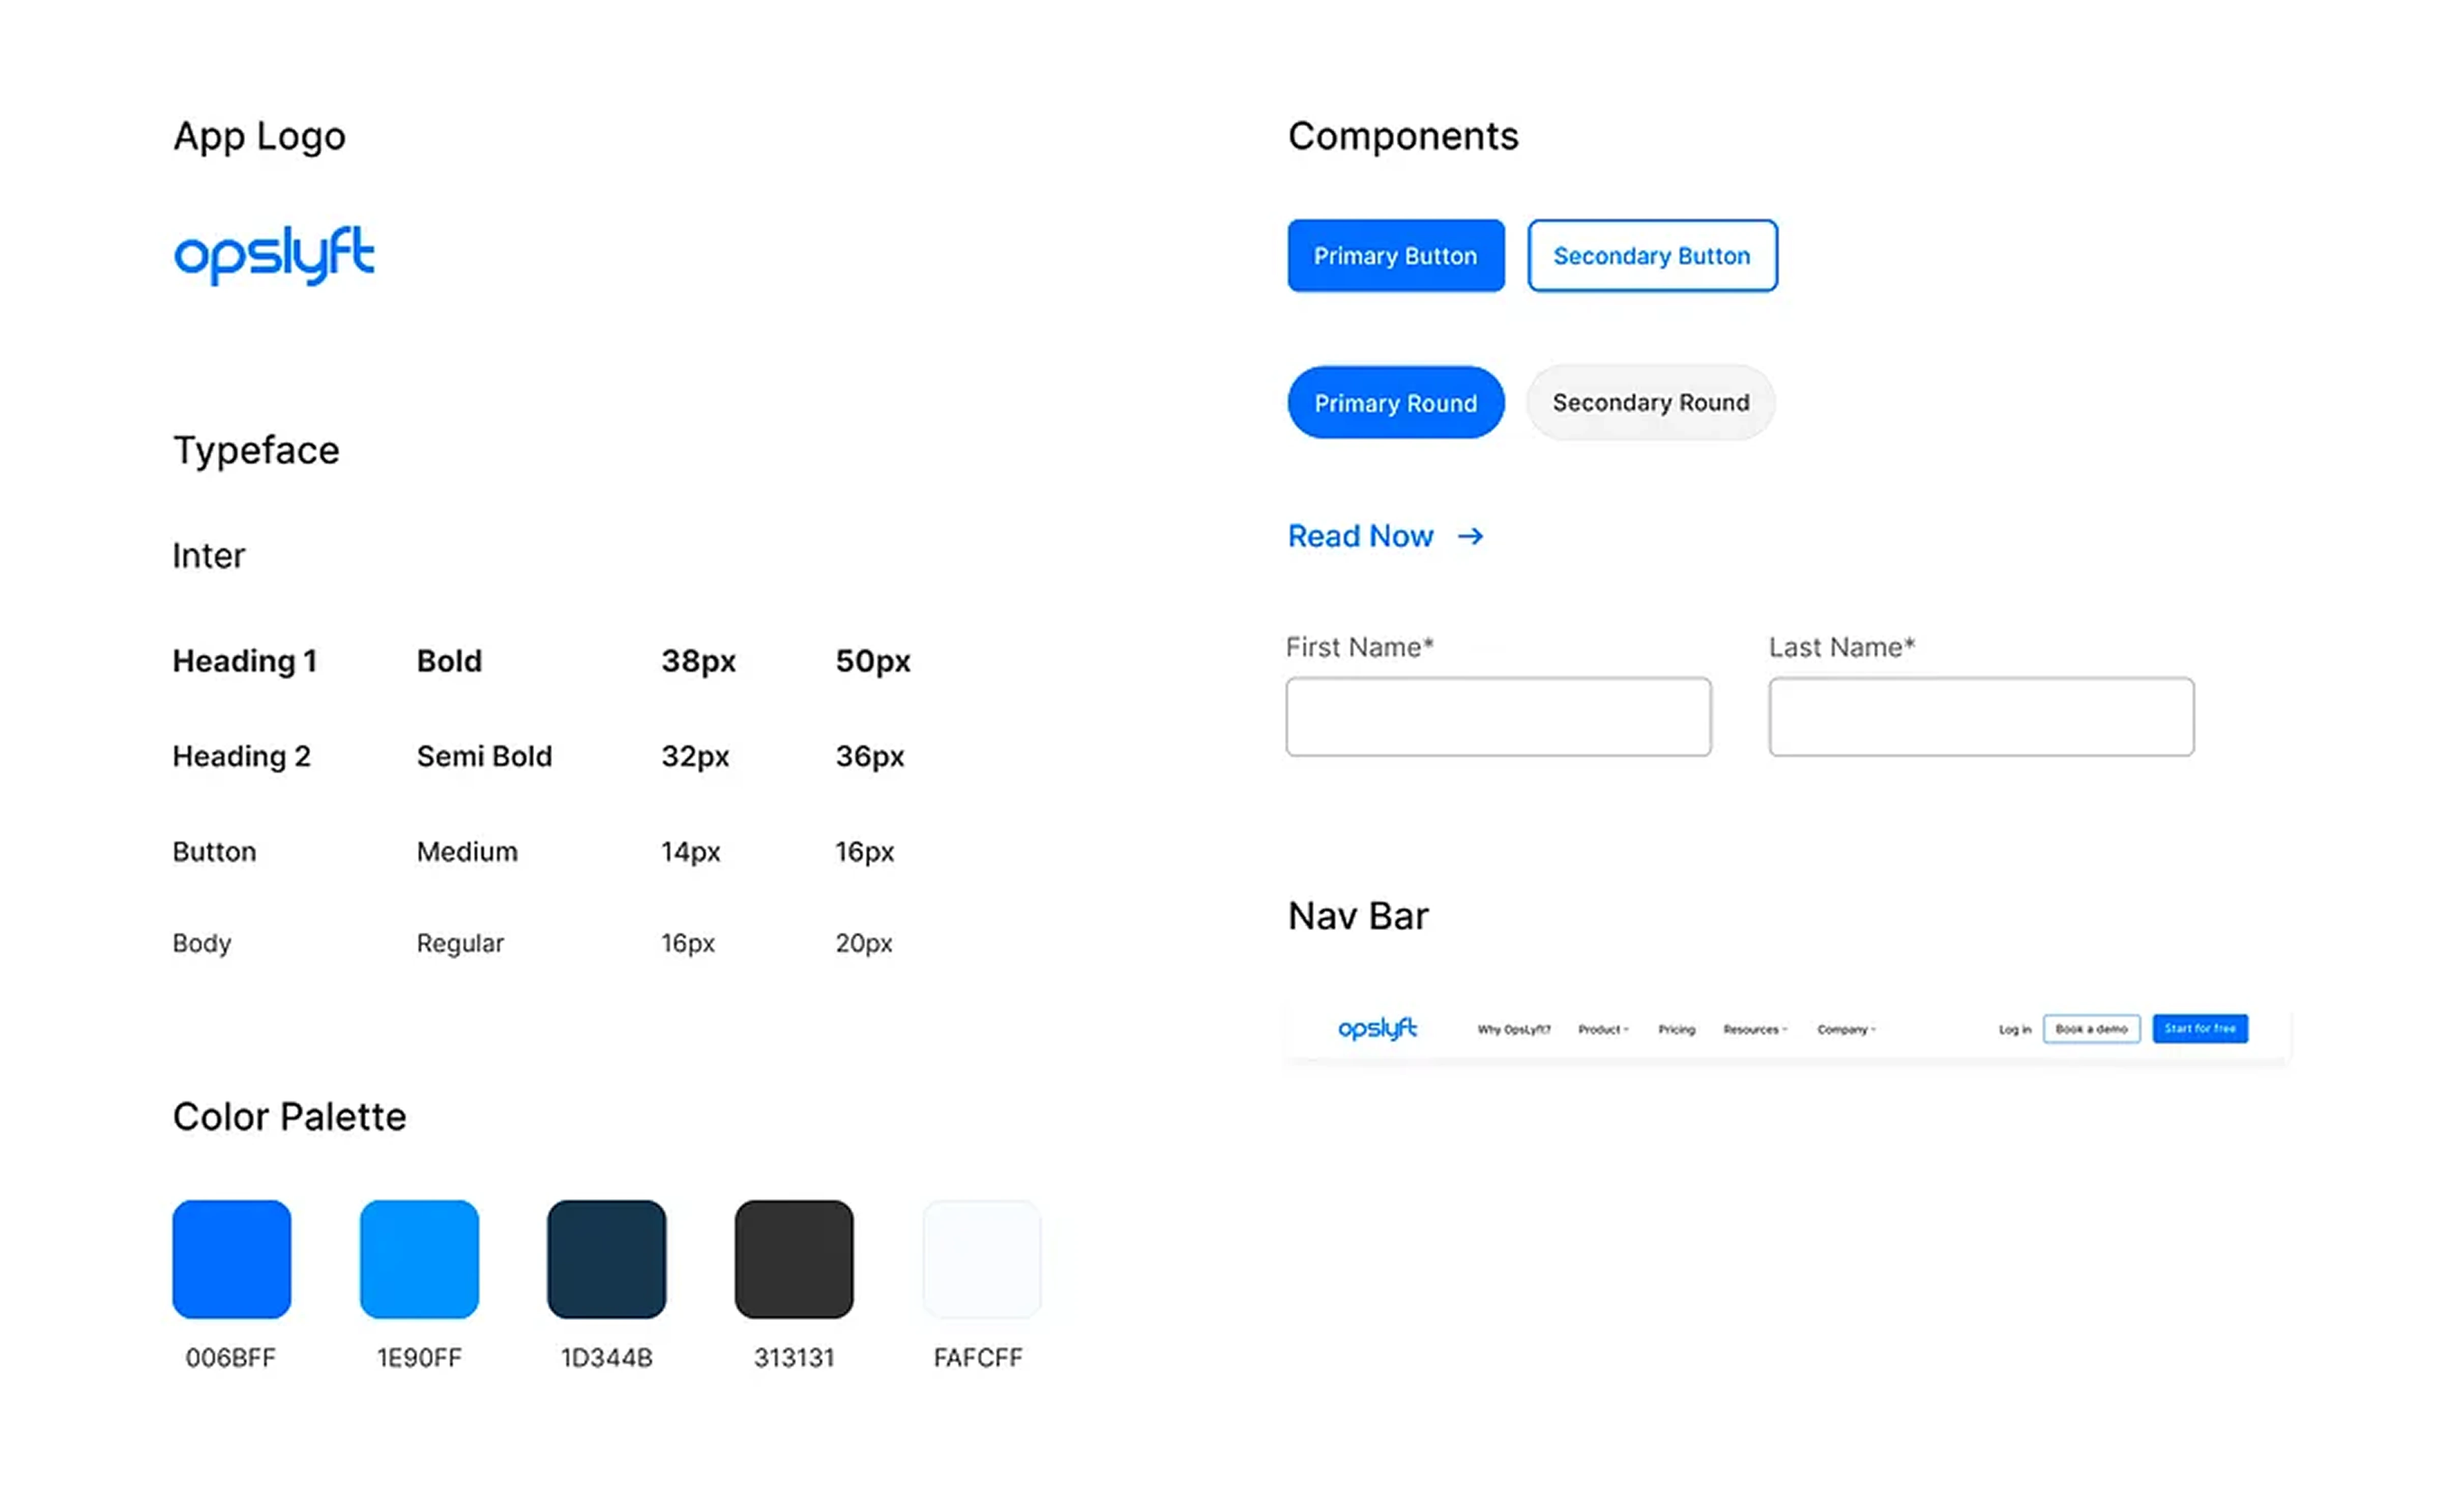 App Logo
opslyft
Typeface
Inter
Heading 1 Bold 38px 50px
Heading 2 Semi Bold 32px 36px
Button Medium 14px 16px
Body Regular 16px 20px
Color Palette
006BFF 1E90FF 1D344B 313131 FAFCFF
Components
Primary Button Secondary Button
Primary Round Secondary Round
Read Now →
First Name* Last Name*
Nav Bar
opslyft Why OpsLyft? Product Pricing Resources Company Log in Book a demo Start for free